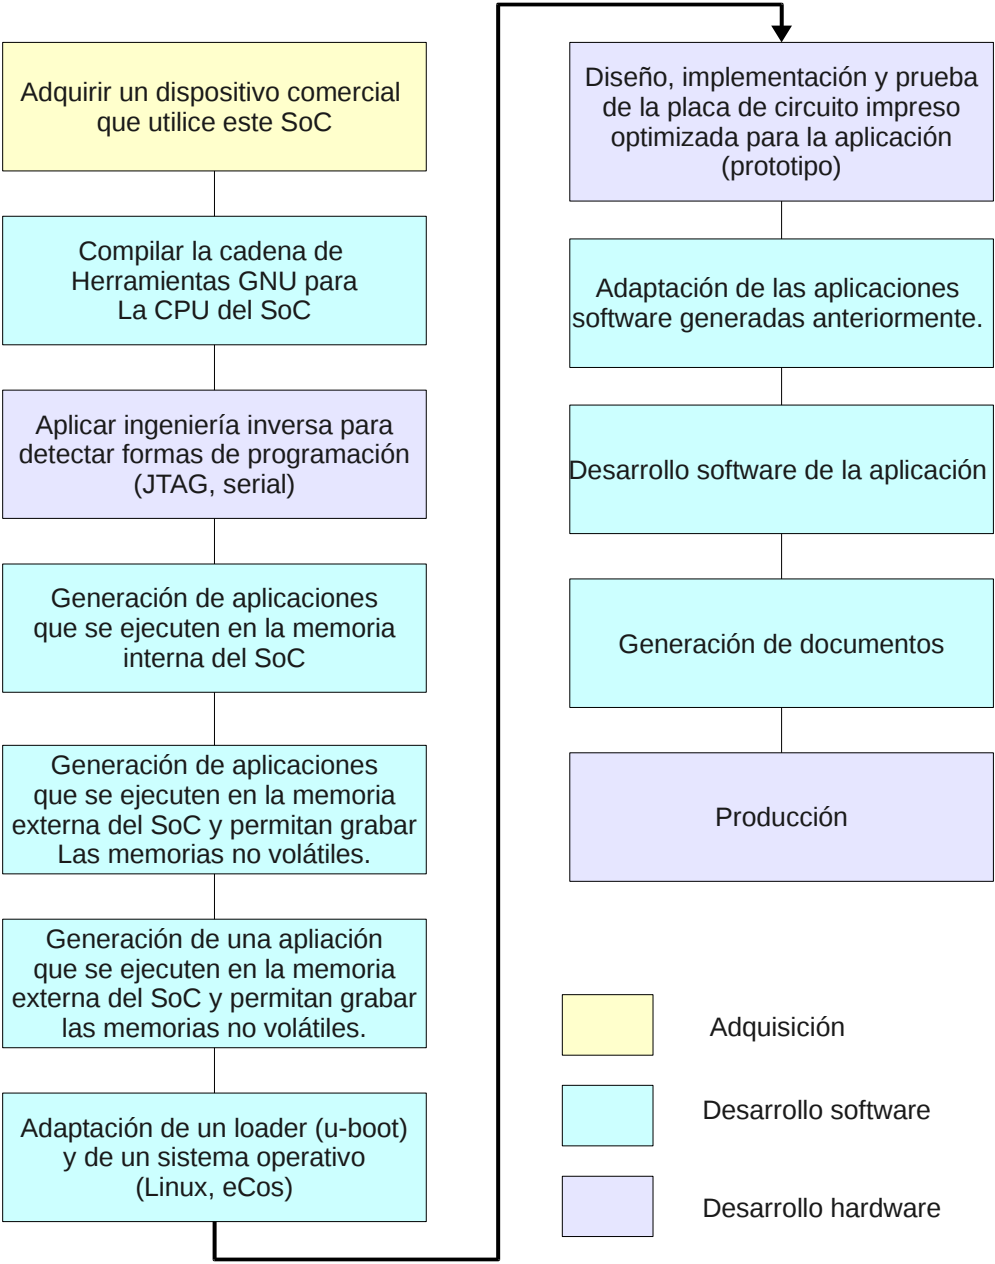 Adquirir un dispositivo comercial
que utilice este SoC
Compilar la cadena de
Herramientas GNU para
La CPU del SoC
Aplicar ingeniería inversa para
detectar formas de programación
(JTAG, serial)
Generación de aplicaciones
que se ejecuten en la memoria
interna del SoC
Generación de aplicaciones
que se ejecuten en la memoria
externa del SoC y permitan grabar
Las memorias no volátiles.
Generación de una apliación
que se ejecuten en la memoria
externa del SoC y permitan grabar
las memorias no volátiles.
Adaptación de un loader (u-boot)
y de un sistema operativo
(Linux, eCos)
Diseño, implementación y prueba
de la placa de circuito impreso
optimizada para la aplicación
(prototipo)
Adaptación de las aplicaciones
software generadas anteriormente.
Desarrollo software de la aplicación
Generación de documentos
Producción
Adquisición
Desarrollo software
Desarrollo hardware